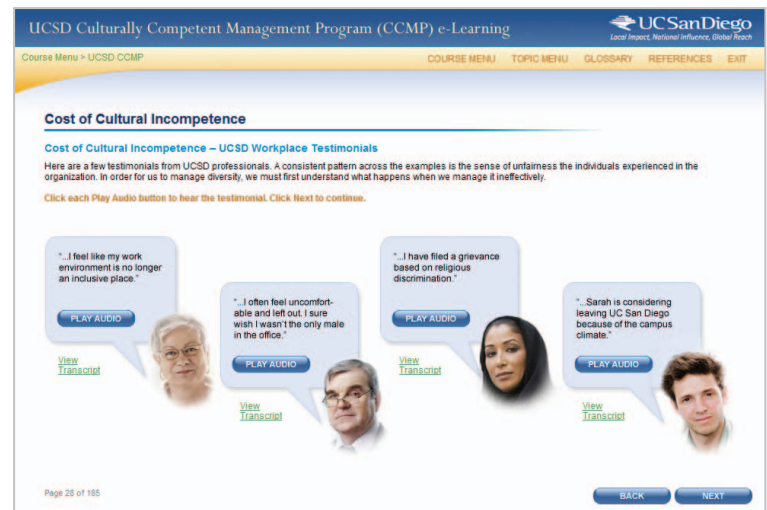 UCSD Culturally Competent Management Program (CCMP) e-Learning
UC San Diego
Local Impact, National Influence, Global Reach
Course Menu > UCSD CCMP
COURSE MENU TOPIC MENU GLOSSARY REFERENCES EXIT
Cost of Cultural Incompetence
Cost of Cultural Incompetence – UCSD Workplace Testimonials
Here are a few testimonials from UCSD professionals. A consistent pattern across the examples is the sense of unfairness the individuals experienced in the
organization. In order for us to manage diversity, we must first understand what happens when we manage it ineffectively.
Click each Play Audio button to hear the testimonial. Click Next to continue.
"...I feel like my work
environment is no longer
an inclusive place."
PLAY AUDIO
View
Transcript
"...I often feel uncomfort-
able and left out. I sure
wish I wasn't the only male
in the office."
PLAY AUDIO
View
Transcript
"...I have filed a grievance
based on religious
discrimination."
PLAY AUDIO
View
Transcript
"...Sarah is considering
leaving UC San Diego
because of the campus
climate."
PLAY AUDIO
View
Transcript
Page 28 of 185
BACK NEXT